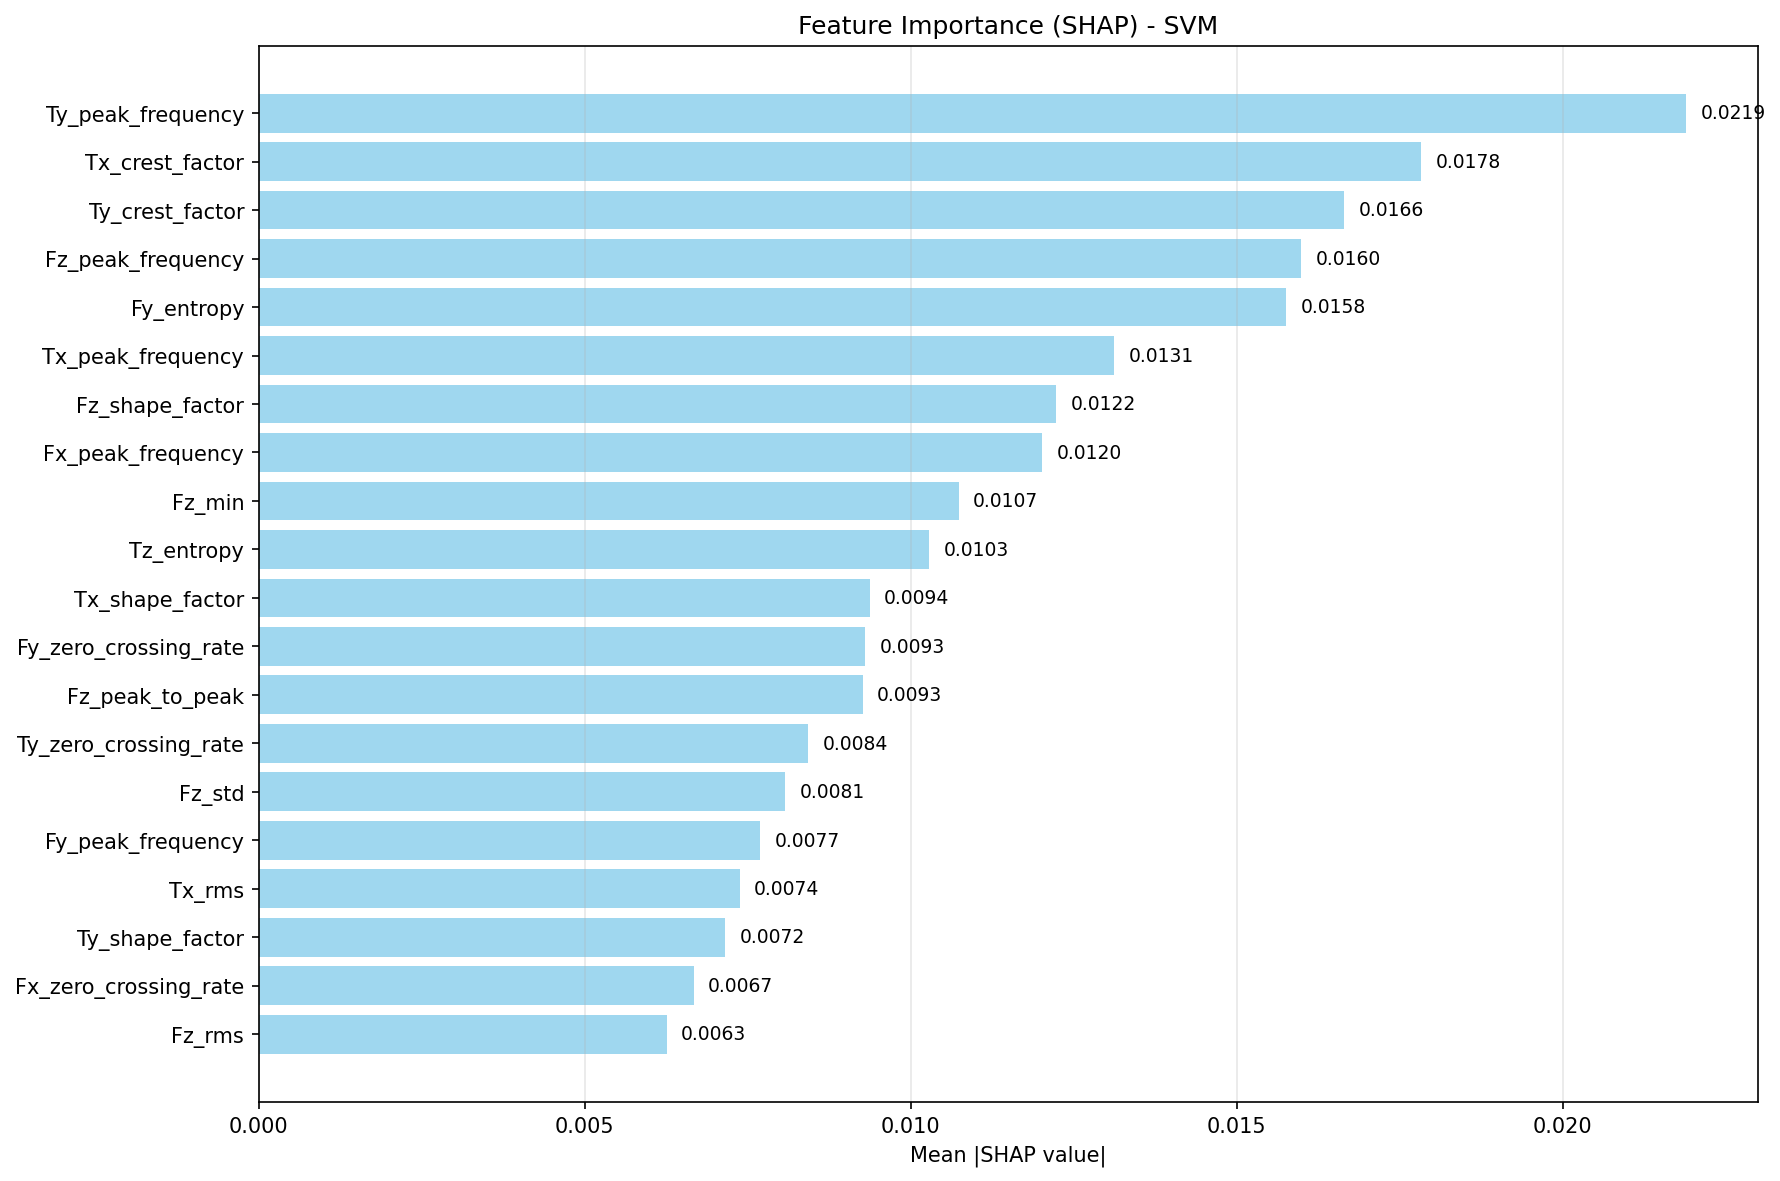 Feature Importance (SHAP) - SVM
Ty_peak_frequency 0.0219
Tx_crest_factor 0.0178
Ty_crest_factor 0.0166
Fz_peak_frequency 0.0160
Fy_entropy 0.0158
Tx_peak_frequency 0.0131
Fz_shape_factor 0.0122
Fx_peak_frequency 0.0120
Fz_min 0.0107
Tz_entropy 0.0103
Tx_shape_factor 0.0094
Fy_zero_crossing_rate 0.0093
Fz_peak_to_peak 0.0093
Ty_zero_crossing_rate 0.0084
Fz_std 0.0081
Fy_peak_frequency 0.0077
Tx_rms 0.0074
Ty_shape_factor 0.0072
Fx_zero_crossing_rate 0.0067
Fz_rms 0.0063
0.000 0.005 0.010 0.015 0.020
Mean |SHAP value|